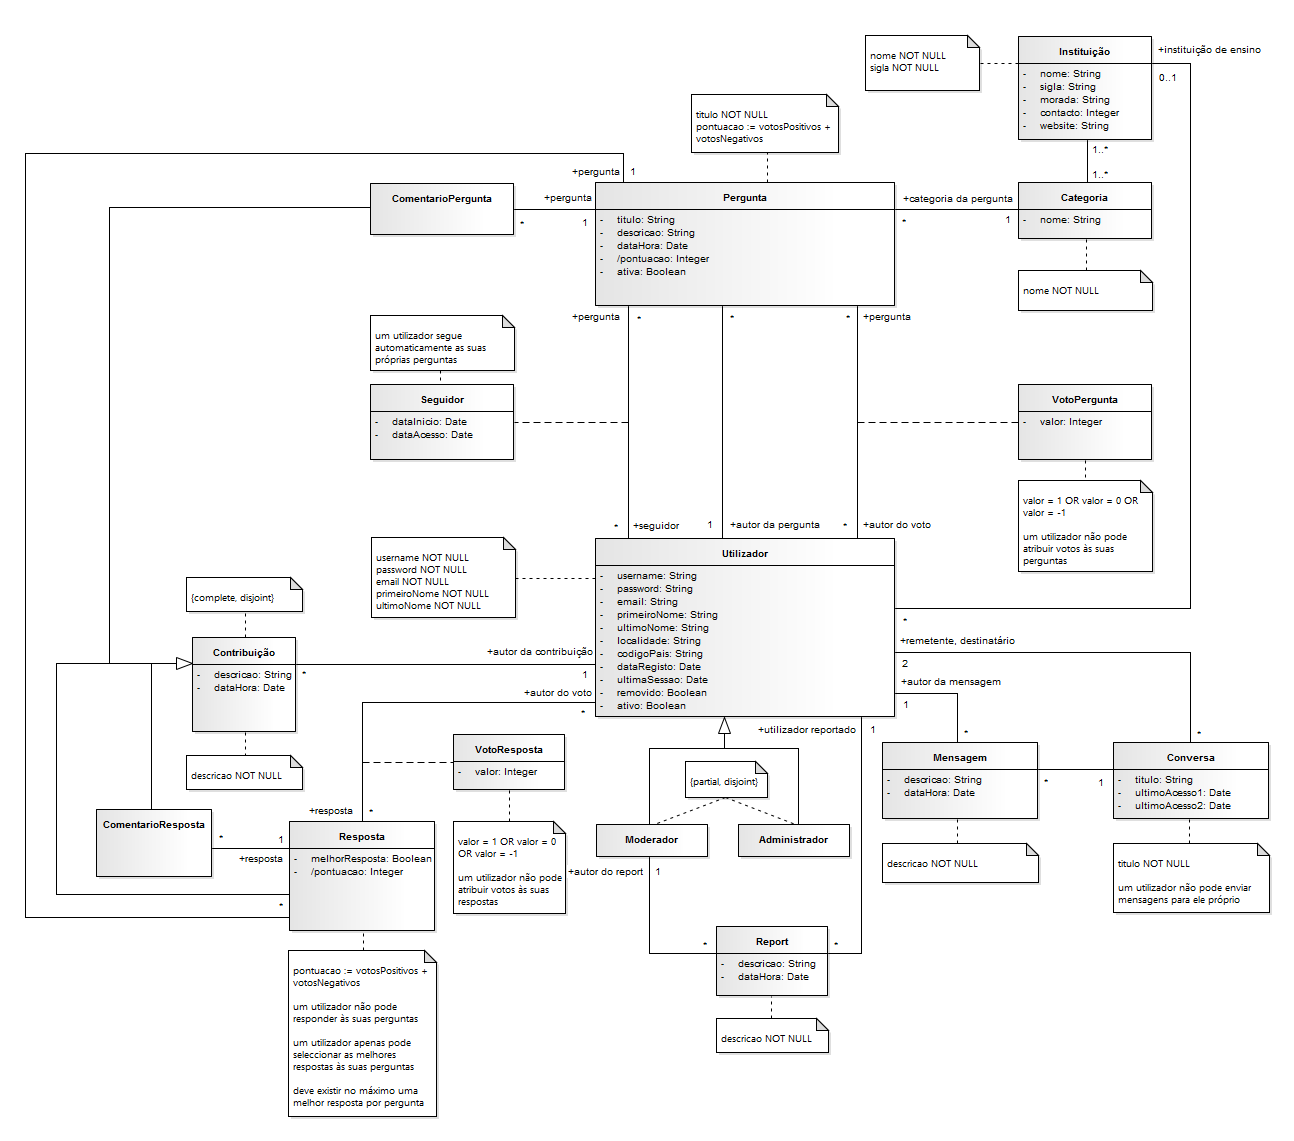 Instituição
- nome: String
- sigla: String
- morada: String
- contacto: Integer
- website: String
+instituição de ensino
0..1
nome NOT NULL
sigla NOT NULL
1..*
1..*
titulo NOT NULL
pontuacao := votosPositivos +
votosNegativos
+pergunta
1
ComentarioPergunta
+pergunta
*
1
Pergunta
- titulo: String
- descricao: String
- dataHora: Date
- /pontuacao: Integer
- ativa: Boolean
+categoria da pergunta
*
1
Categoria
- nome: String
nome NOT NULL
+pergunta
*
*
*
+pergunta
um utilizador segue
automaticamente as suas
próprias perguntas
Seguidor
- dataInicio: Date
- dataAcesso: Date
VotoPergunta
- valor: Integer
valor = 1 OR valor = 0 OR
valor = -1
um utilizador não pode
atribuir votos às suas
perguntas
*
+seguidor
1
+autor da pergunta
*
+autor do voto
username NOT NULL
password NOT NULL
email NOT NULL
primeiroNome NOT NULL
ultimoNome NOT NULL
Utilizador
- username: String
- password: String
- email: String
- primeiroNome: String
- ultimoNome: String
- localidade: String
- codigoPais: String
- dataRegisto: Date
- ultimaSessao: Date
- removido: Boolean
- ativo: Boolean
*
+remetente, destinatário
2
+autor da mensagem
1
{complete, disjoint}
Contribuição
- descricao: String
- dataHora: Date
*
+autor da contribuição
1
+autor do voto
*
descricao NOT NULL
VotoResposta
- valor: Integer
valor = 1 OR valor = 0
OR valor = -1
um utilizador não pode
atribuir votos às suas
respostas
+utilizador reportado
1
{partial, disjoint}
Moderador
Administrador
+autor do report
1
*
Mensagem
- descricao: String
- dataHora: Date
descricao NOT NULL
*
1
*
Conversa
- titulo: String
- ultimoAcesso1: Date
- ultimoAcesso2: Date
titulo NOT NULL
um utilizador não pode enviar
mensagens para ele próprio
ComentarioResposta
*
1
+resposta
+resposta
*
Resposta
- melhorResposta: Boolean
- /pontuacao: Integer
*
pontuacao := votosPositivos +
votosNegativos
um utilizador não pode
responder às suas perguntas
um utilizador apenas pode
seleccionar as melhores
respostas às suas perguntas
deve existir no máximo uma
melhor resposta por pergunta
*
Report
- descricao: String
- dataHora: Date
*
descricao NOT NULL